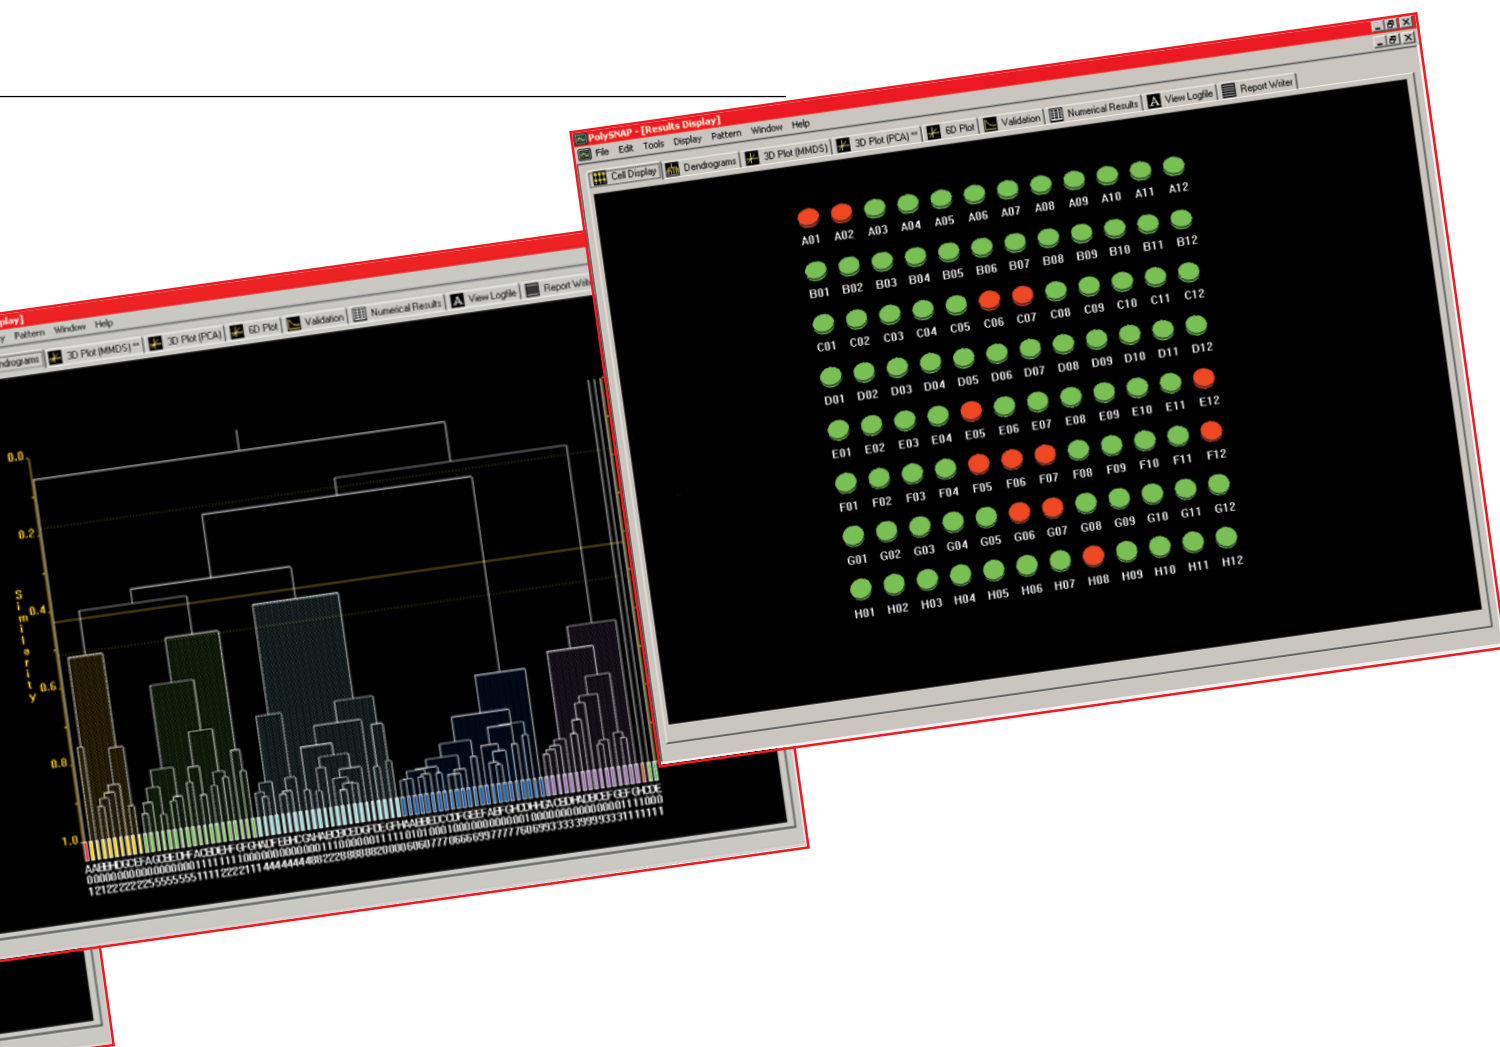 PolySNAP - [Results Display]
File Edit Tools Display Pattern Window Help
Cell Display Dendrograms 3D Plot (MMDS) 3D Plot (PCA) ** 6D Plot Validation Numerical Results View Logfile Report Writer
A01 A02 A03 A04 A05 A06 A07 A08 A09 A10 A11 A12
B01 B02 B03 B04 B05 B06 B07 B08 B09 B10 B11 B12
C01 C02 C03 C04 C05 C06 C07 C08 C09 C10 C11 C12
D01 D02 D03 D04 D05 D06 D07 D08 D09 D10 D11 D12
E01 E02 E03 E04 E05 E06 E07 E08 E09 E10 E11 E12
F01 F02 F03 F04 F05 F06 F07 F08 F09 F10 F11 F12
G01 G02 G03 G04 G05 G06 G07 G08 G09 G10 G11 G12
H01 H02 H03 H04 H05 H06 H07 H08 H09 H10 H11 H12
play]
y Pattern Window Help
ndrograms 3D Plot (MMDS) ** 3D Plot (PCA) 6D Plot Validation Numerical Results View Logfile Report Writ
0.0
0.2
0.4
0.6
0.8
1.0
Similarity